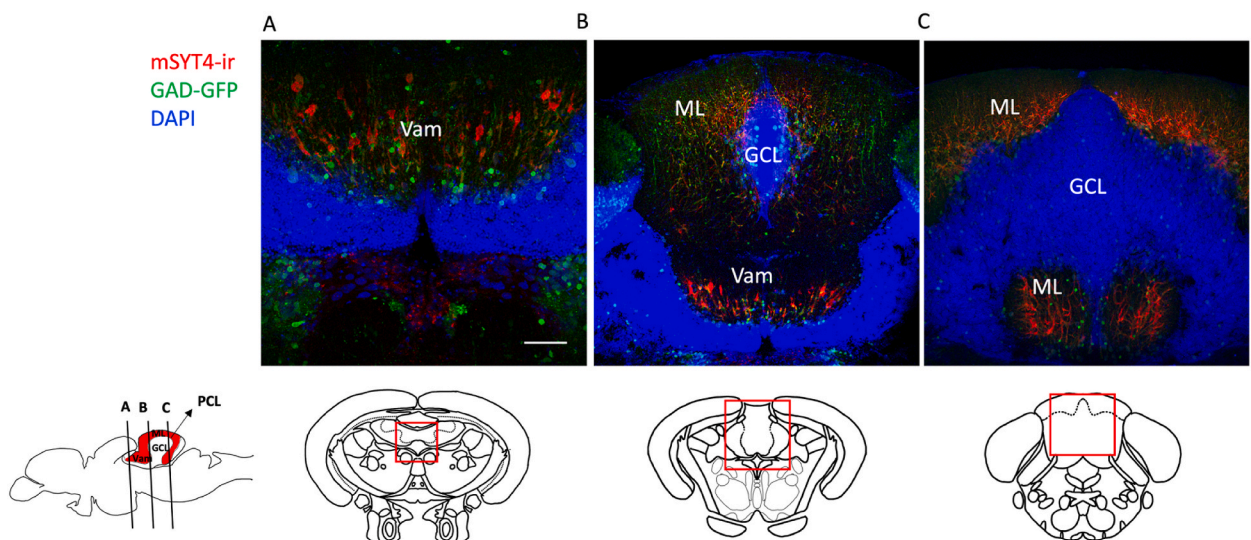 A
B
C
mSYT4-ir
GAD-GFP
DAPI
Vam
ML
GCL
Vam
ML
GCL
ML
A B C
PCL
ML
GCL
Vam